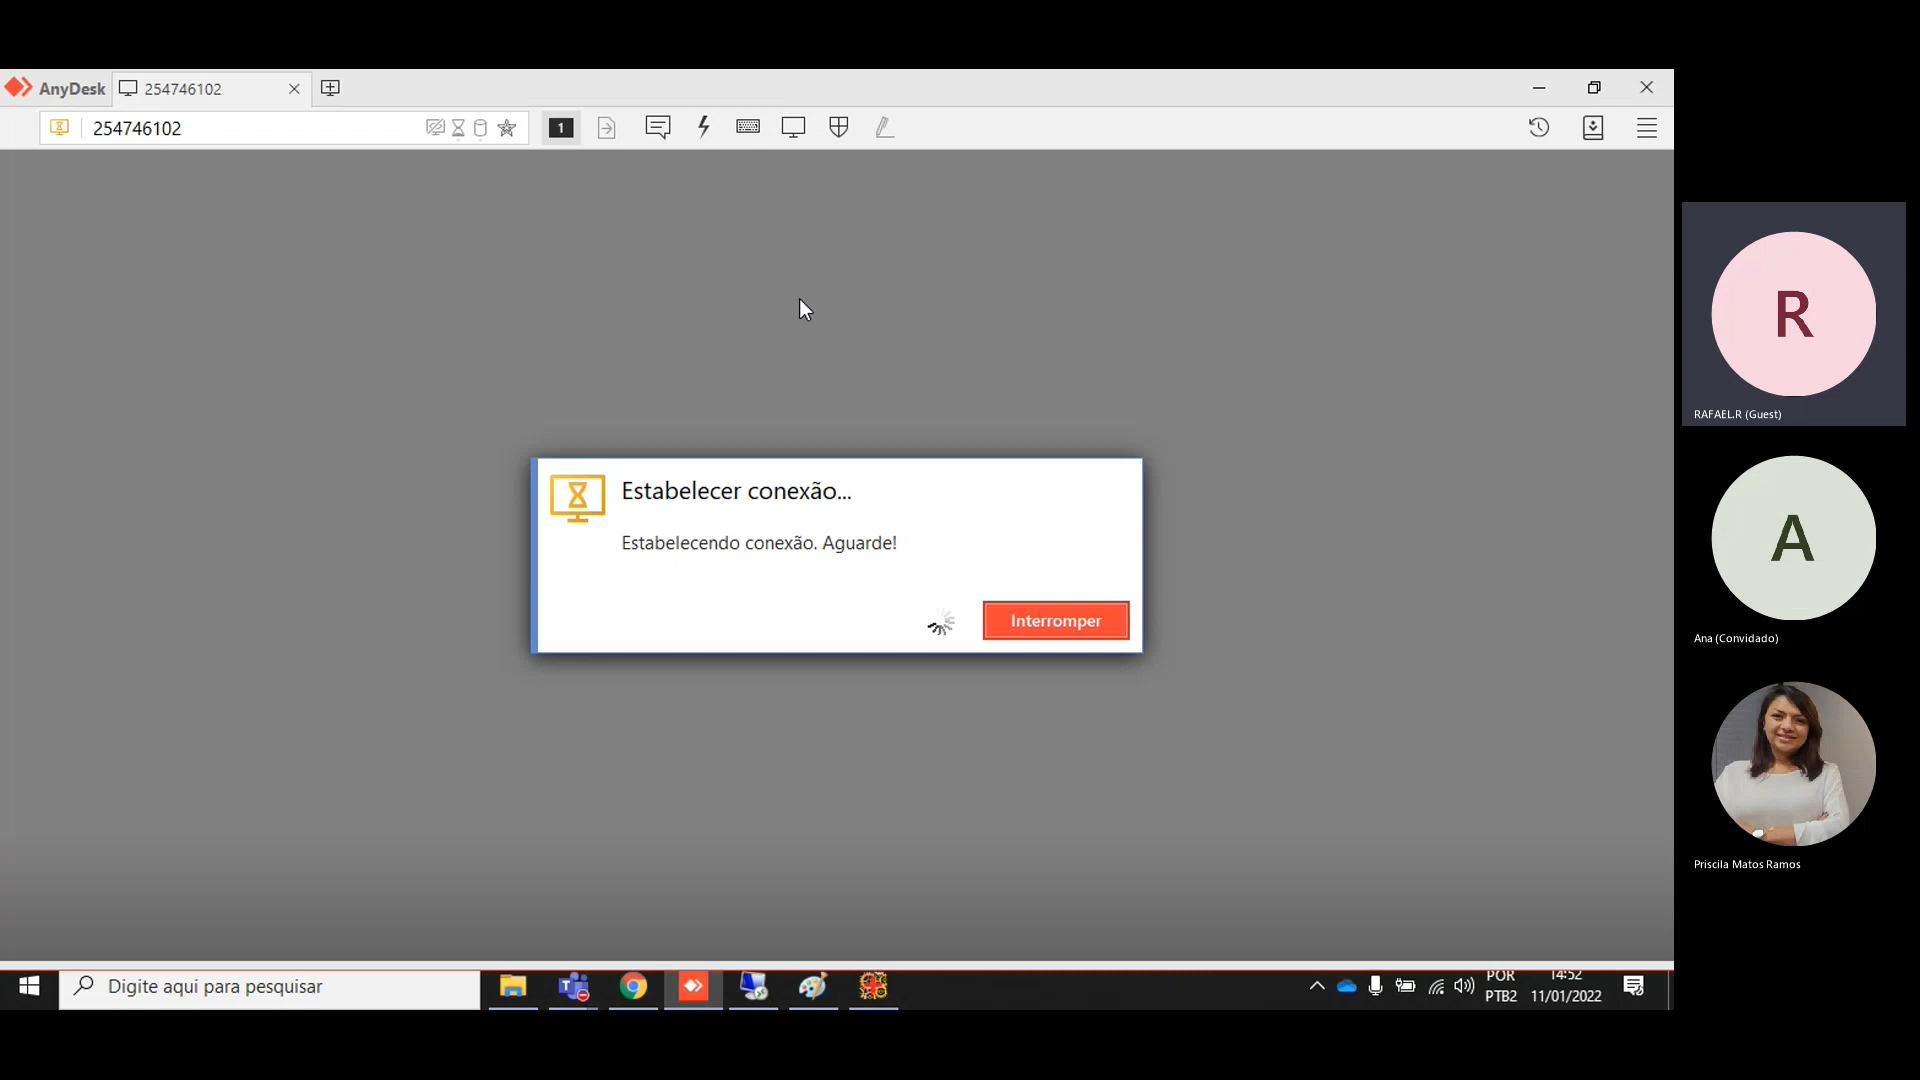 AnyDesk
254746102
254746102
1
Estabelecer conexão...
Estabelecendo conexão. Aguarde!
Interromper
R
RAFAEL.R (Guest)
A
Ana (Convidado)
Priscila Matos Ramos
Digite aqui para pesquisar
POR
PTB2
14:52
11/01/2022